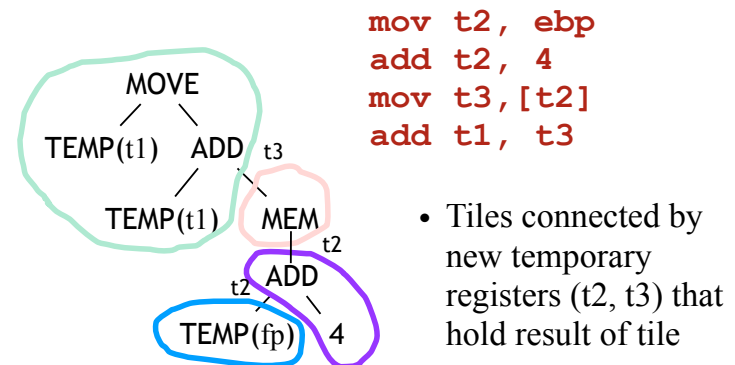 mov t2, ebp
add t2, 4
mov t3,[t2]
add t1, t3
MOVE
TEMP(t1) ADD t3
TEMP(t1) MEM
t2
t2 ADD
TEMP(fp) 4
• Tiles connected by
new temporary
registers (t2, t3) that
hold result of tile